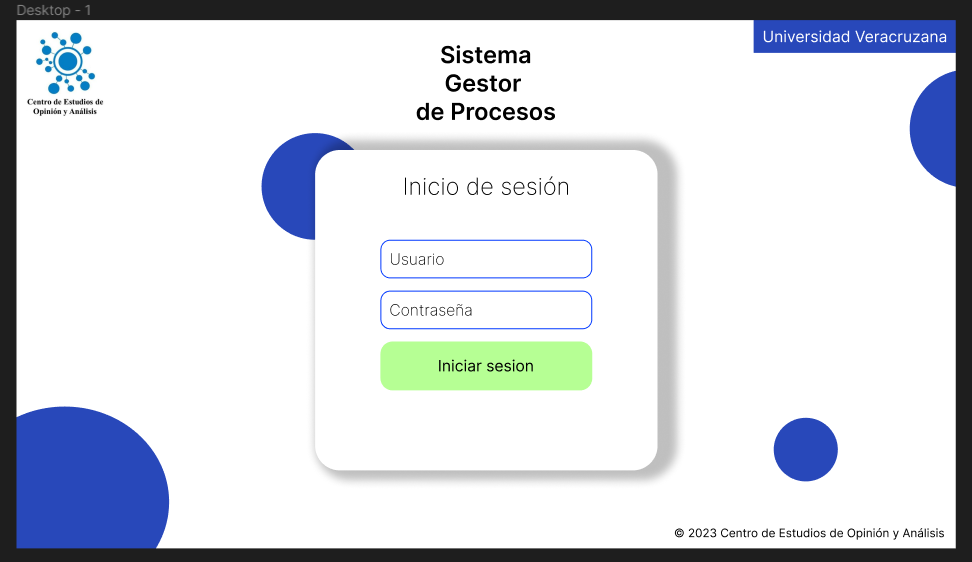 Desktop - 1
Universidad Veracruzana
Centro de Estudios de
Opinión y Análisis
Sistema
Gestor
de Procesos
Inicio de sesión
Usuario
Contraseña
Iniciar sesion
© 2023 Centro de Estudios de Opinión y Análisis